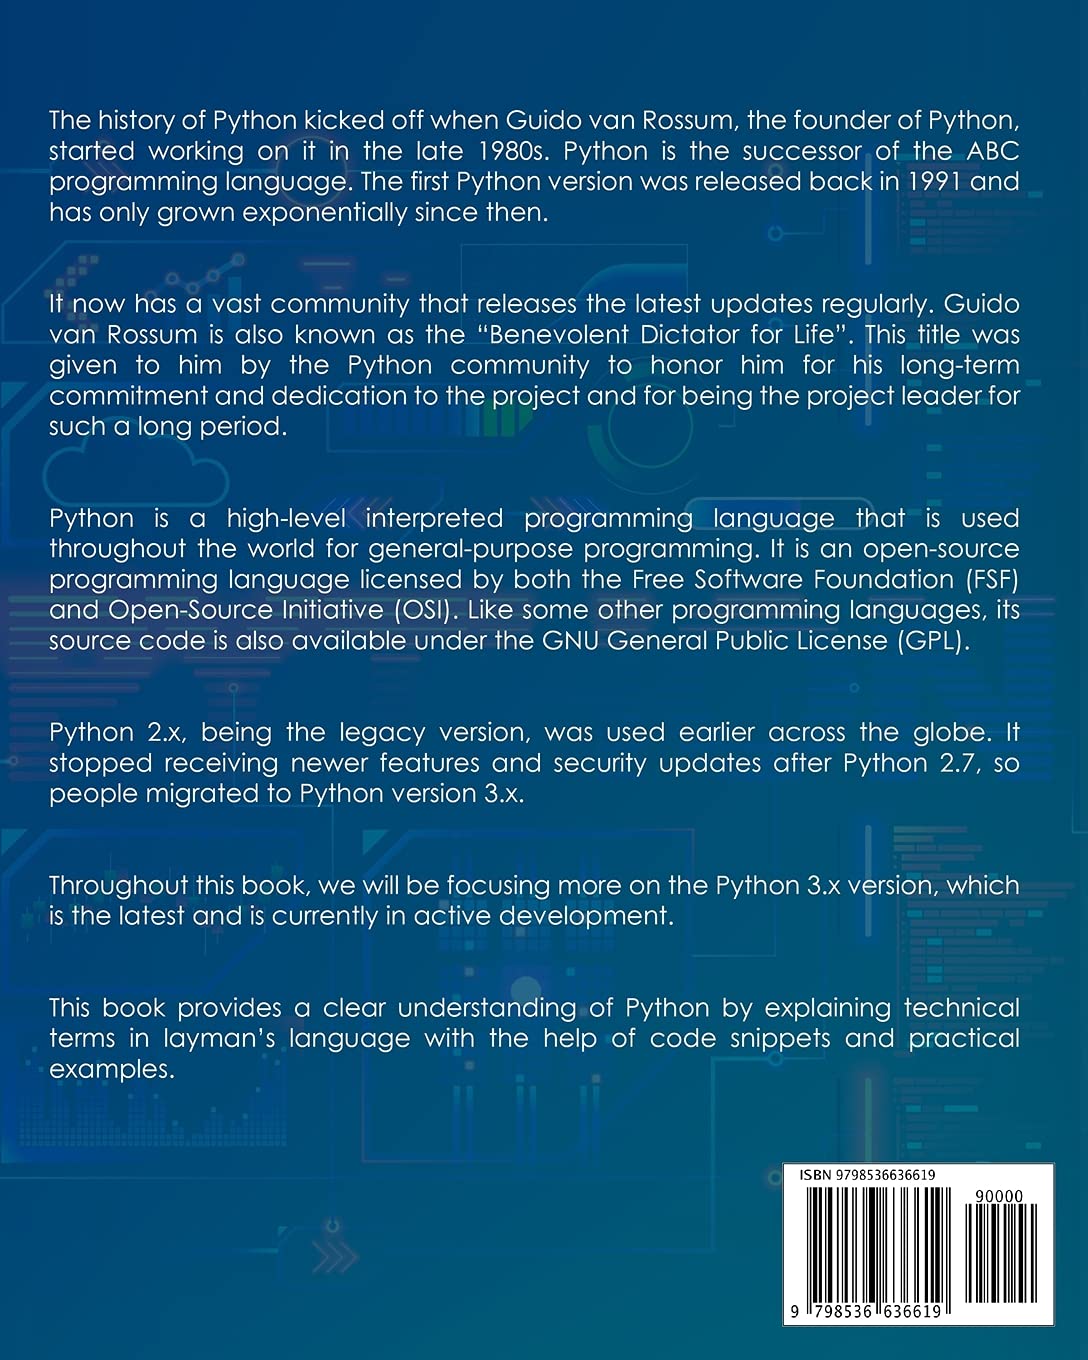 The history of Python kicked off when Guido van Rossum, the founder of Python,
started working on it in the late 1980s. Python is the successor of the ABC
programming language. The first Python version was released back in 1991 and
has only grown exponentially since then.
It now has a vast community that releases the latest updates regularly. Guido
van Rossum is also known as the “Benevolent Dictator for Life”. This title was
given to him by the Python community to honor him for his long-term
commitment and dedication to the project and for being the project leader for
such a long period.
Python is a high-level interpreted programming language that is used
throughout the world for general-purpose programming. It is an open-source
programming language licensed by both the Free Software Foundation (FSF)
and Open-Source Initiative (OSI). Like some other programming languages, its
source code is also available under the GNU General Public License (GPL).
Python 2.x, being the legacy version, was used earlier across the globe. It
stopped receiving newer features and security updates after Python 2.7, so
people migrated to Python version 3.x.
Throughout this book, we will be focusing more on the Python 3.x version, which
is the latest and is currently in active development.
This book provides a clear understanding of Python by explaining technical
terms in layman’s language with the help of code snippets and practical
examples.
ISBN 9798536636619
90000
9 798536 636619